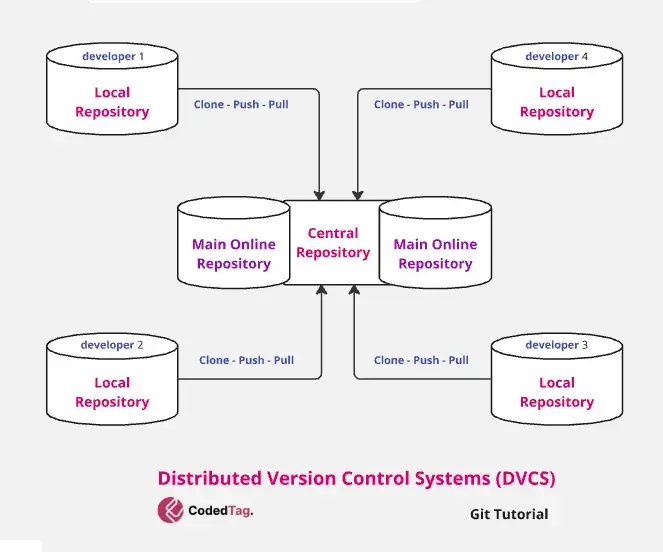 developer 1
Local
Repository
Clone - Push - Pull
developer 4
Local
Repository
Clone - Push - Pull
Main Online
Repository
Central
Repository
Main Online
Repository
developer 2
Local
Repository
Clone - Push - Pull
developer 3
Local
Repository
Clone - Push - Pull
Distributed Version Control Systems (DVCS)
CodedTag.
Git Tutorial